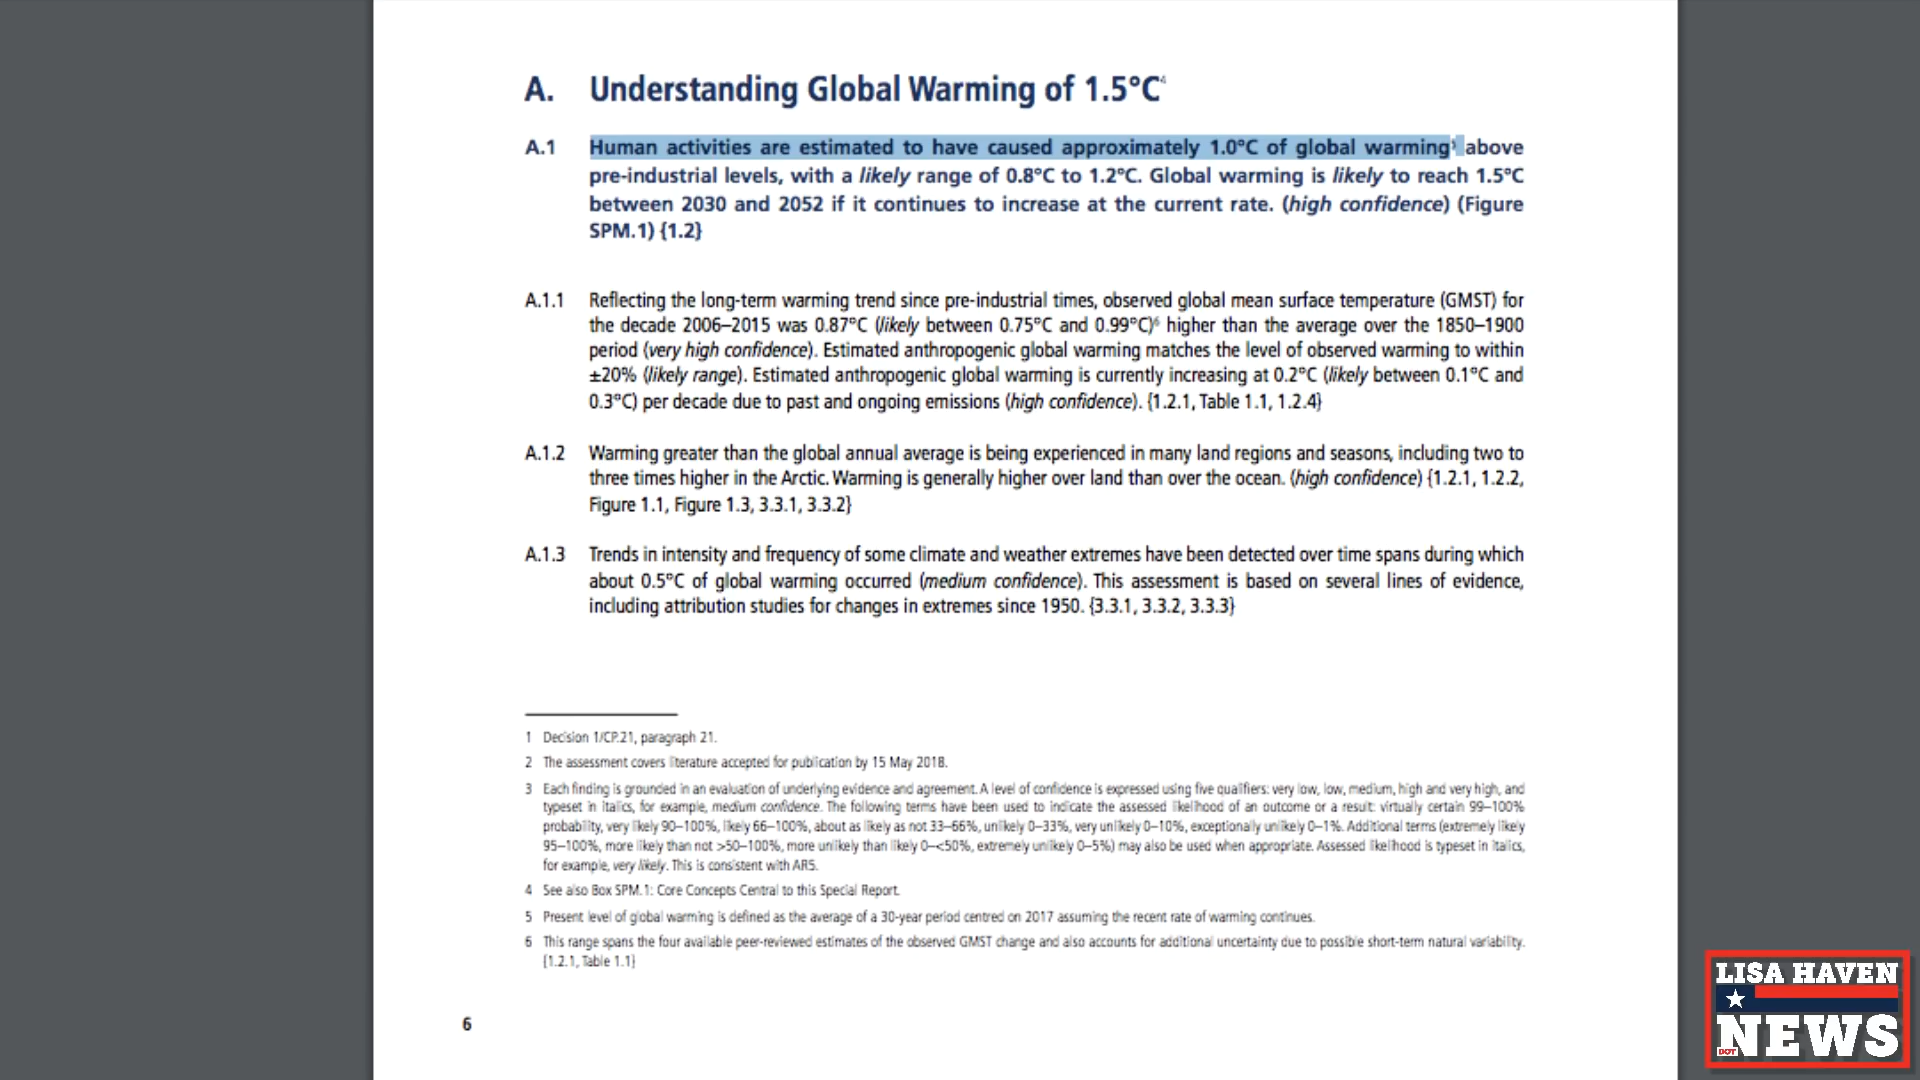 A. Understanding Global Warming of 1.5°C4
A.1 Human activities are estimated to have caused approximately 1.0°C of global warming5 above
pre-industrial levels, with a likely range of 0.8°C to 1.2°C. Global warming is likely to reach 1.5°C
between 2030 and 2052 if it continues to increase at the current rate. (high confidence) (Figure
SPM.1) {1.2}
A.1.1 Reflecting the long-term warming trend since pre-industrial times, observed global mean surface temperature (GMST) for
the decade 2006–2015 was 0.87°C (likely between 0.75°C and 0.99°C)6 higher than the average over the 1850–1900
period (very high confidence). Estimated anthropogenic global warming matches the level of observed warming to within
±20% (likely range). Estimated anthropogenic global warming is currently increasing at 0.2°C (likely between 0.1°C and
0.3°C) per decade due to past and ongoing emissions (high confidence). {1.2.1, Table 1.1, 1.2.4}
A.1.2 Warming greater than the global annual average is being experienced in many land regions and seasons, including two to
three times higher in the Arctic. Warming is generally higher over land than over the ocean. (high confidence) {1.2.1, 1.2.2,
Figure 1.1, Figure 1.3, 3.3.1, 3.3.2}
A.1.3 Trends in intensity and frequency of some climate and weather extremes have been detected over time spans during which
about 0.5°C of global warming occurred (medium confidence). This assessment is based on several lines of evidence,
including attribution studies for changes in extremes since 1950. {3.3.1, 3.3.2, 3.3.3}
1 Decision 1/CP.21, paragraph 21.
2 The assessment covers literature accepted for publication by 15 May 2018.
3 Each finding is grounded in an evaluation of underlying evidence and agreement. A level of confidence is expressed using five qualifiers: very low, low, medium, high and very high, and
typeset in italics, for example, medium confidence. The following terms have been used to indicate the assessed likelihood of an outcome or a result: virtually certain 99–100%
probability, very likely 90–100%, likely 66–100%, about as likely as not 33–66%, unlikely 0–33%, very unlikely 0–10%, exceptionally unlikely 0–1%. Additional terms (extremely likely
95–100%, more likely than not >50–100%, more unlikely than likely 0–<50%, extremely unlikely 0–5%) may also be used when appropriate. Assessed likelihood is typeset in italics,
for example, very likely. This is consistent with AR5.
4 See also Box SPM.1: Core Concepts Central to this Special Report.
5 Present level of global warming is defined as the average of a 30-year period centred on 2017 assuming the recent rate of warming continues.
6 This range spans the four available peer-reviewed estimates of the observed GMST change and also accounts for additional uncertainty due to possible short-term natural variability.
{1.2.1, Table 1.1}
6
LISA HAVEN
DOT NEWS